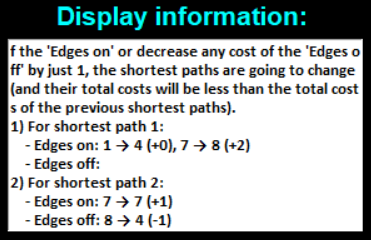 Display information:
f the 'Edges on' or decrease any cost of the 'Edges o
ff' by just 1, the shortest paths are going to change
(and their total costs will be less than the total cost
s of the previous shortest paths).
1) For shortest path 1:
- Edges on: 1 → 4 (+0), 7 → 8 (+2)
- Edges off:
2) For shortest path 2:
- Edges on: 7 → 7 (+1)
- Edges off: 8 → 4 (-1)